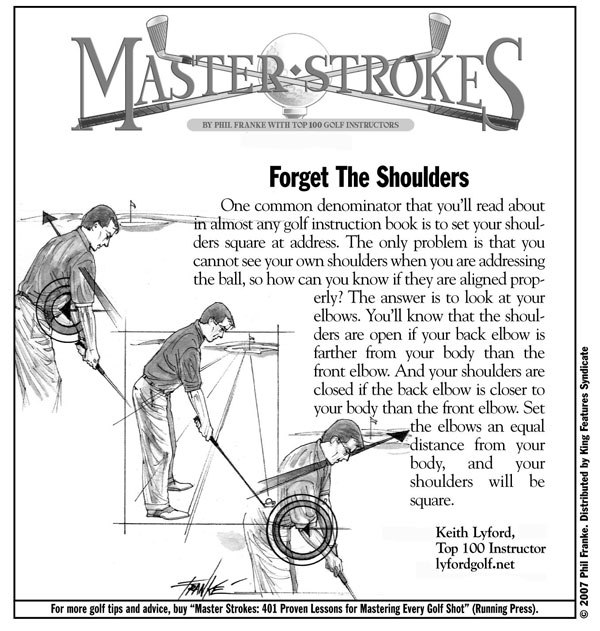 MASTER STROKES
BY PHIL FRANKE WITH TOP 100 GOLF INSTRUCTORS
Forget The Shoulders
One common denominator that you’ll read about
in almost any golf instruction book is to set your shoul-
ders square at address. The only problem is that you
cannot see your own shoulders when you are addressing
the ball, so how can you know if they are aligned prop-
erly? The answer is to look at your
elbows. You’ll know that the shoul-
ders are open if your back elbow is
farther from your body than the
front elbow. And your shoulders are
closed if the back elbow is closer to
your body than the front elbow. Set
the elbows an equal
distance from your
body, and your
shoulders will be
square.
Keith Lyford,
Top 100 Instructor
lyfordgolf.net
FRANKE
For more golf tips and advice, buy “Master Strokes: 401 Proven Lessons for Mastering Every Golf Shot” (Running Press).
© 2007 Phil Franke. Distributed by King Features Syndicate